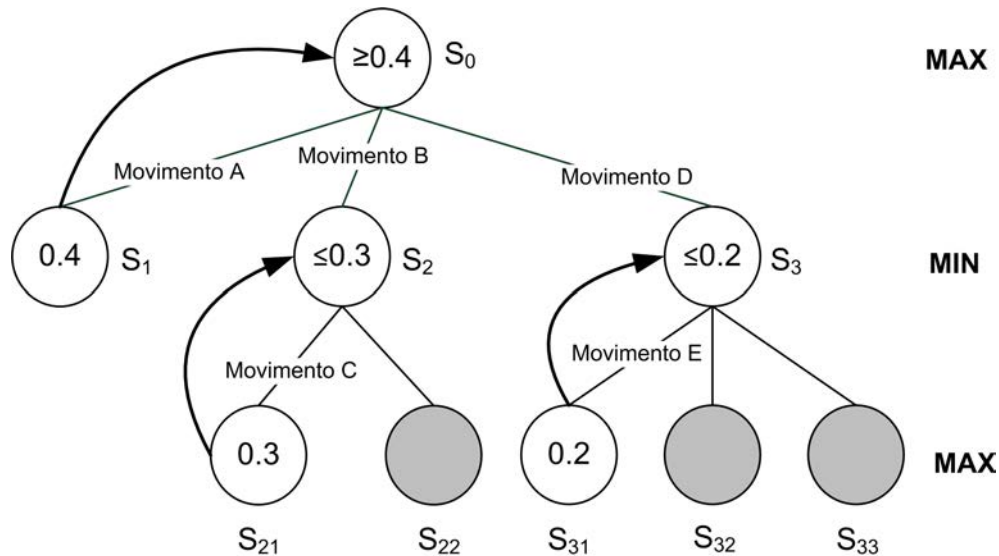 ≥0.4 S₀ MAX
Movimento A Movimento B Movimento D
0.4 S₁ ≤0.3 S₂ ≤0.2 S₃ MIN
Movimento C Movimento E
0.3 0.2 MAX
S₂₁ S₂₂ S₃₁ S₃₂ S₃₃